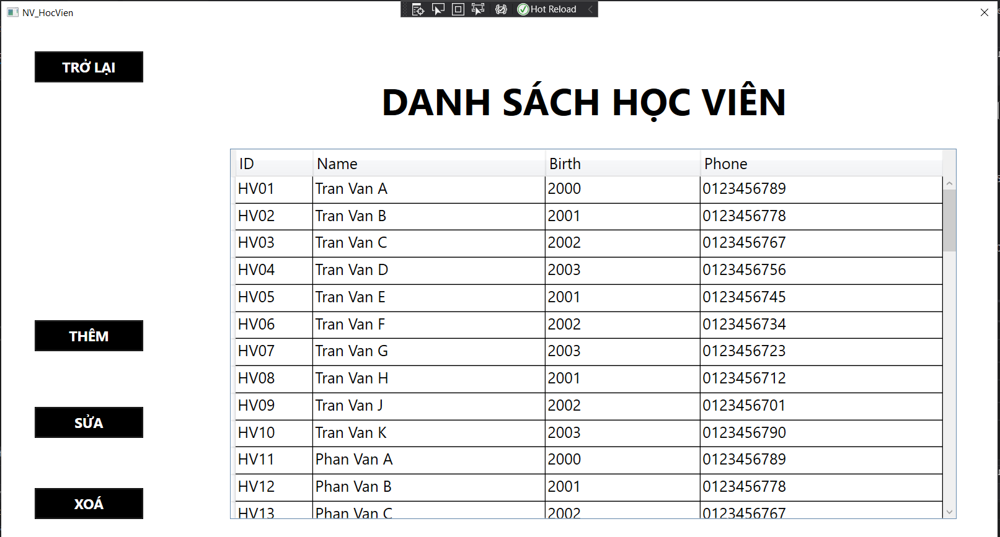 NV_HocVien
Hot Reload
TRỞ LẠI
DANH SÁCH HỌC VIÊN
ID Name Birth Phone
HV01 Tran Van A 2000 0123456789
HV02 Tran Van B 2001 0123456778
HV03 Tran Van C 2002 0123456767
HV04 Tran Van D 2003 0123456756
HV05 Tran Van E 2001 0123456745
HV06 Tran Van F 2002 0123456734
THÊM
HV07 Tran Van G 2003 0123456723
HV08 Tran Van H 2001 0123456712
HV09 Tran Van J 2002 0123456701
SỬA
HV10 Tran Van K 2003 0123456790
HV11 Phan Van A 2000 0123456789
HV12 Phan Van B 2001 0123456778
XOÁ
HV13 Phan Van C 2002 0123456767